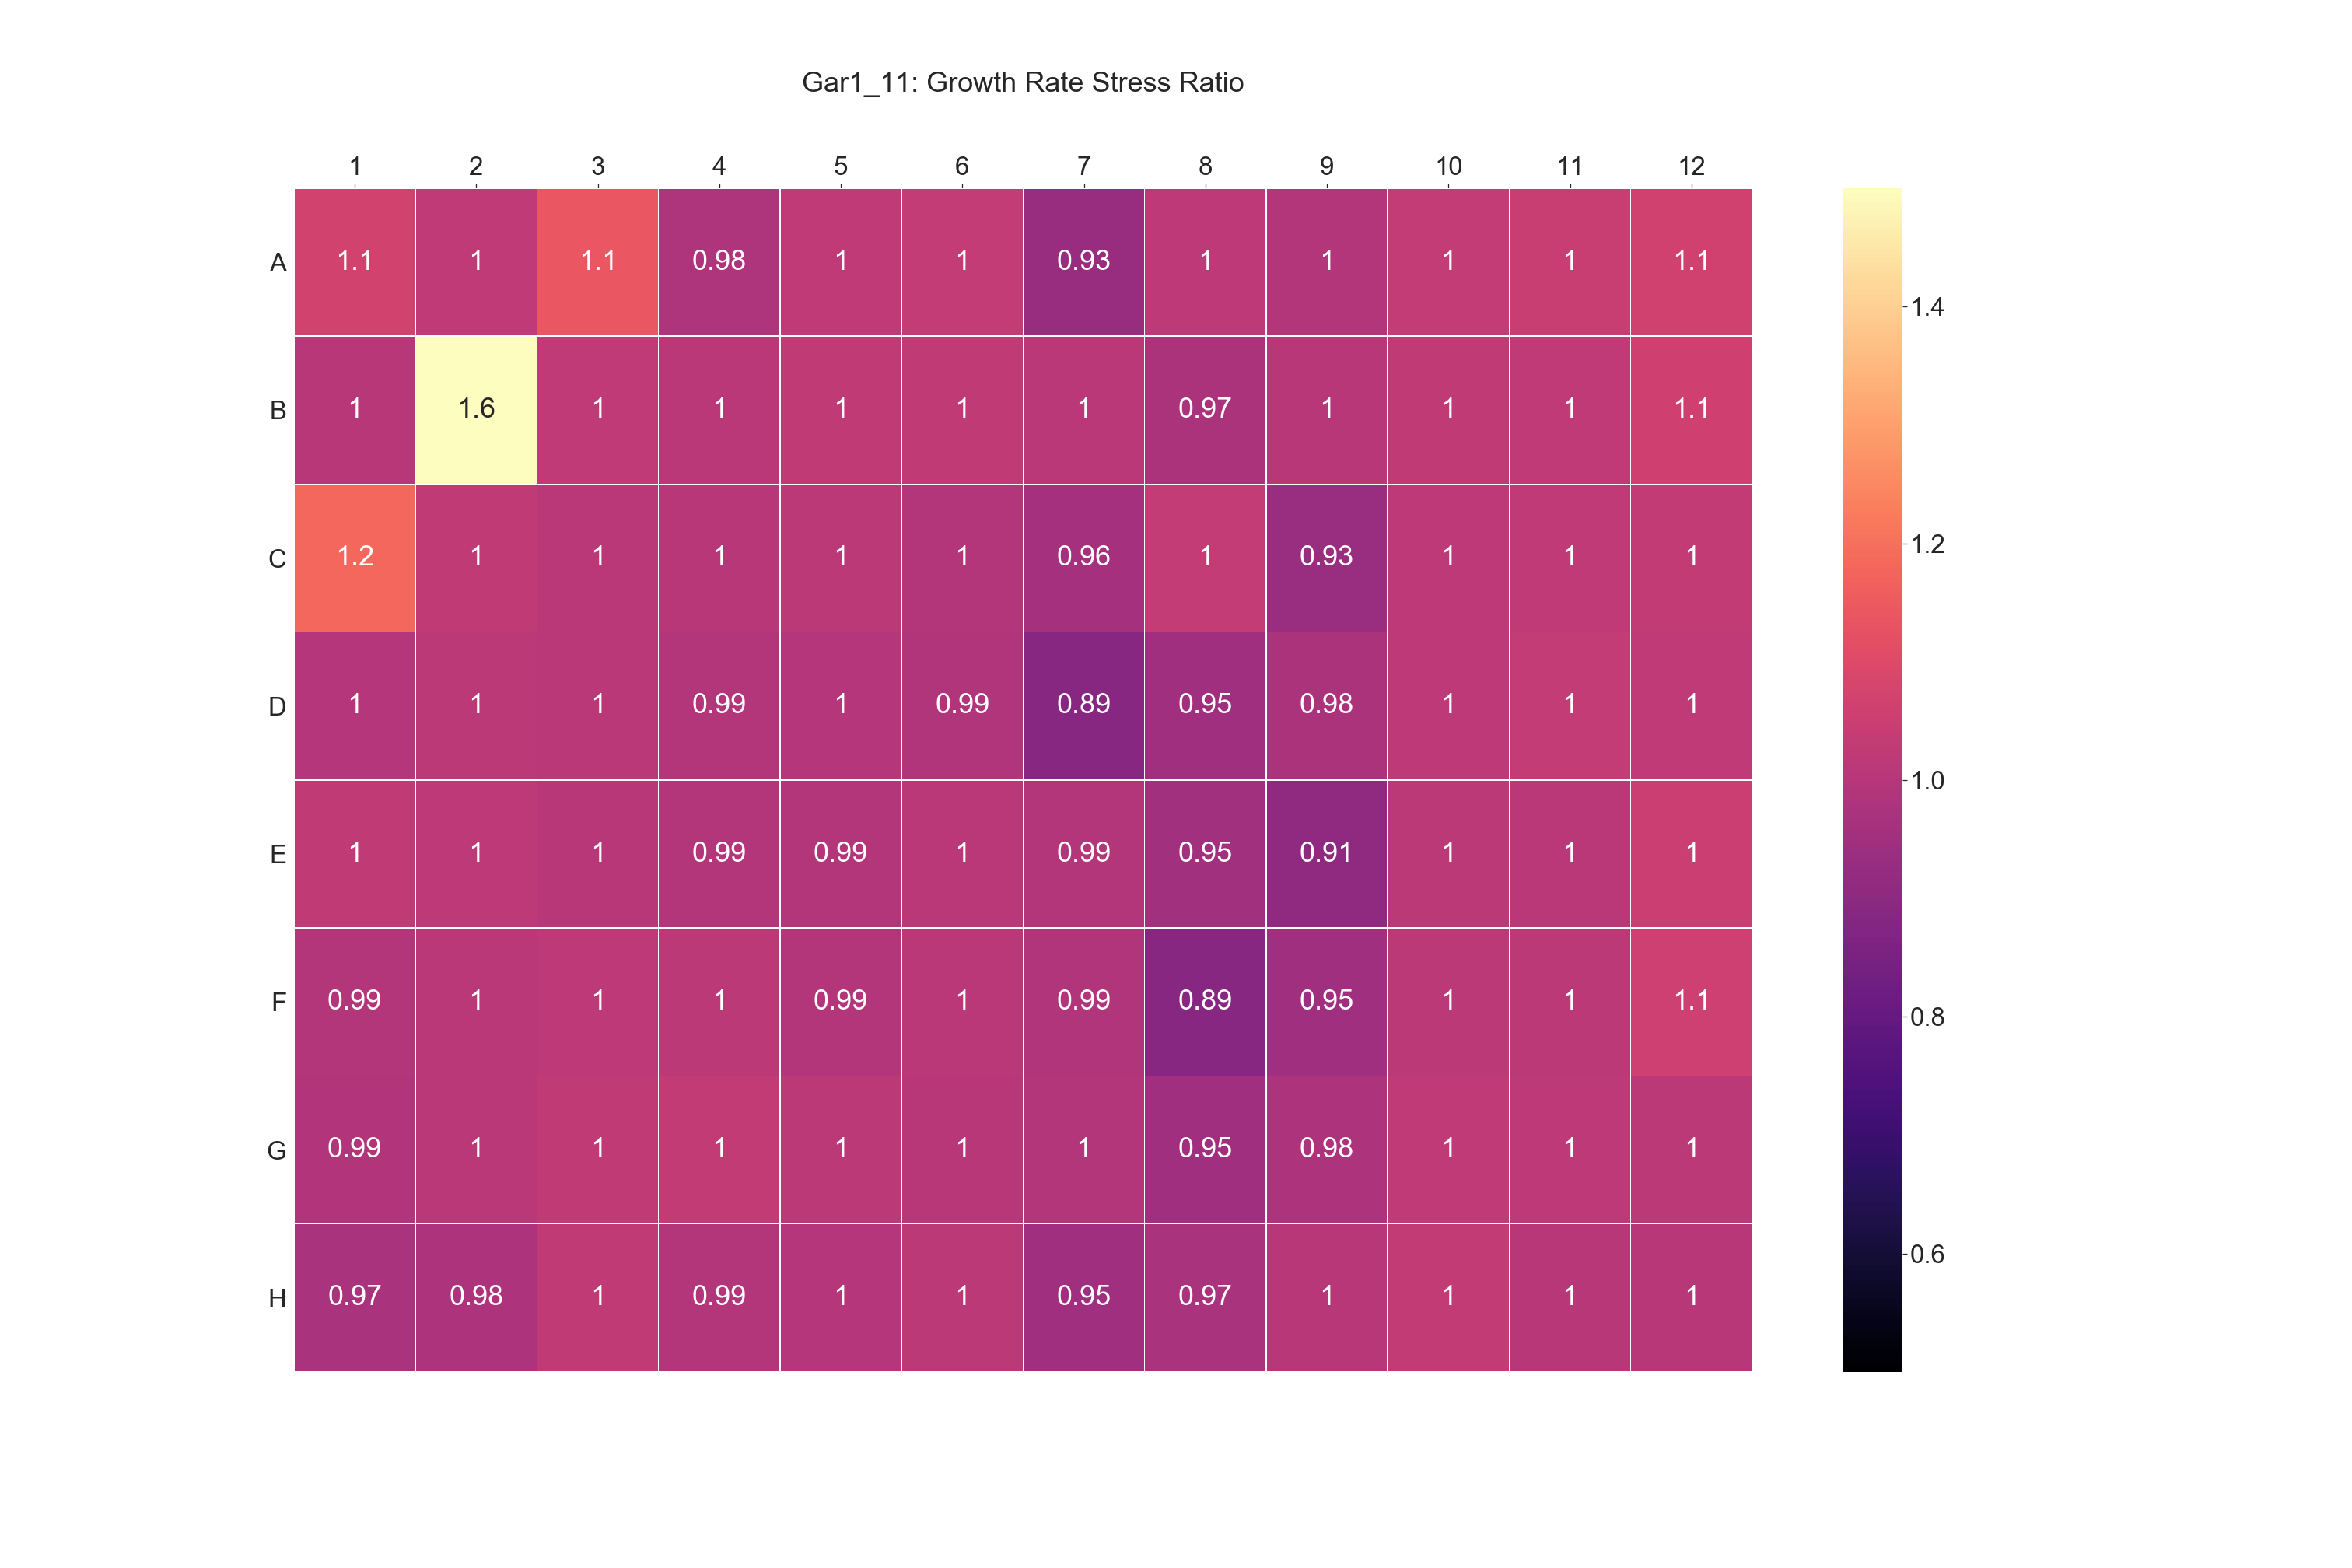 Gar1_11: Growth Rate Stress Ratio
1 2 3 4 5 6 7 8 9 10 11 12
A 1.1 1 1.1 0.98 1 1 0.93 1 1 1 1 1.1
1.4
B 1 1.6 1 1 1 1 1 0.97 1 1 1 1.1
C 1.2 1 1 1 1 1 0.96 1 0.93 1 1 1
1.2
D 1 1 1 0.99 1 0.99 0.89 0.95 0.98 1 1 1
1.0
E 1 1 1 0.99 0.99 1 0.99 0.95 0.91 1 1 1
F 0.99 1 1 1 0.99 1 0.99 0.89 0.95 1 1 1.1
0.8
G 0.99 1 1 1 1 1 1 0.95 0.98 1 1 1
0.6
H 0.97 0.98 1 0.99 1 1 0.95 0.97 1 1 1 1